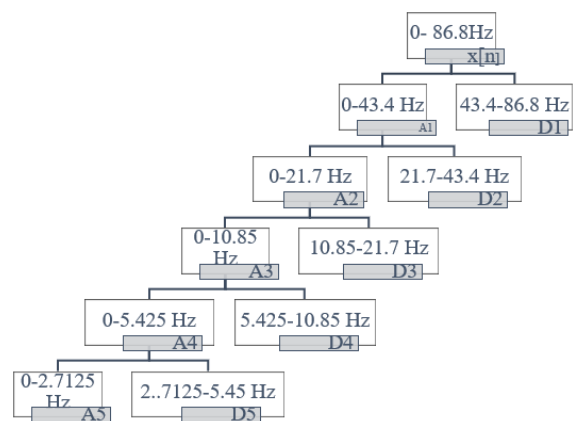 0- 86.8Hz
x[n]
0-43.4 Hz
A1
43.4-86.8 Hz
D1
0-21.7 Hz
A2
21.7-43.4 Hz
D2
0-10.85
Hz
A3
10.85-21.7 Hz
D3
0-5.425 Hz
A4
5.425-10.85 Hz
D4
0-2.7125
Hz
A5
2..7125-5.45 Hz
D5